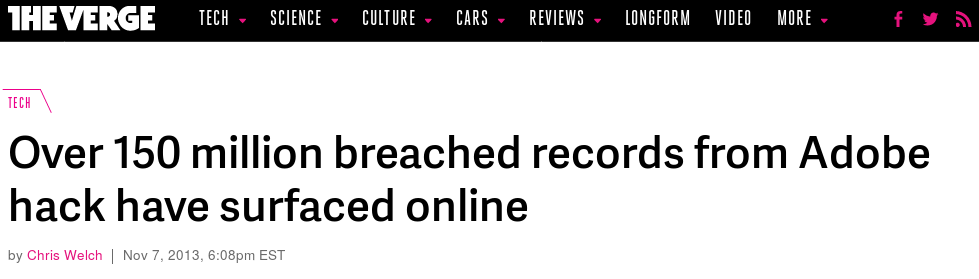 THE VERGE TECH SCIENCE CULTURE CARS REVIEWS LONGFORM VIDEO MORE
TECH
Over 150 million breached records from Adobe
hack have surfaced online
by Chris Welch | Nov 7, 2013, 6:08pm EST